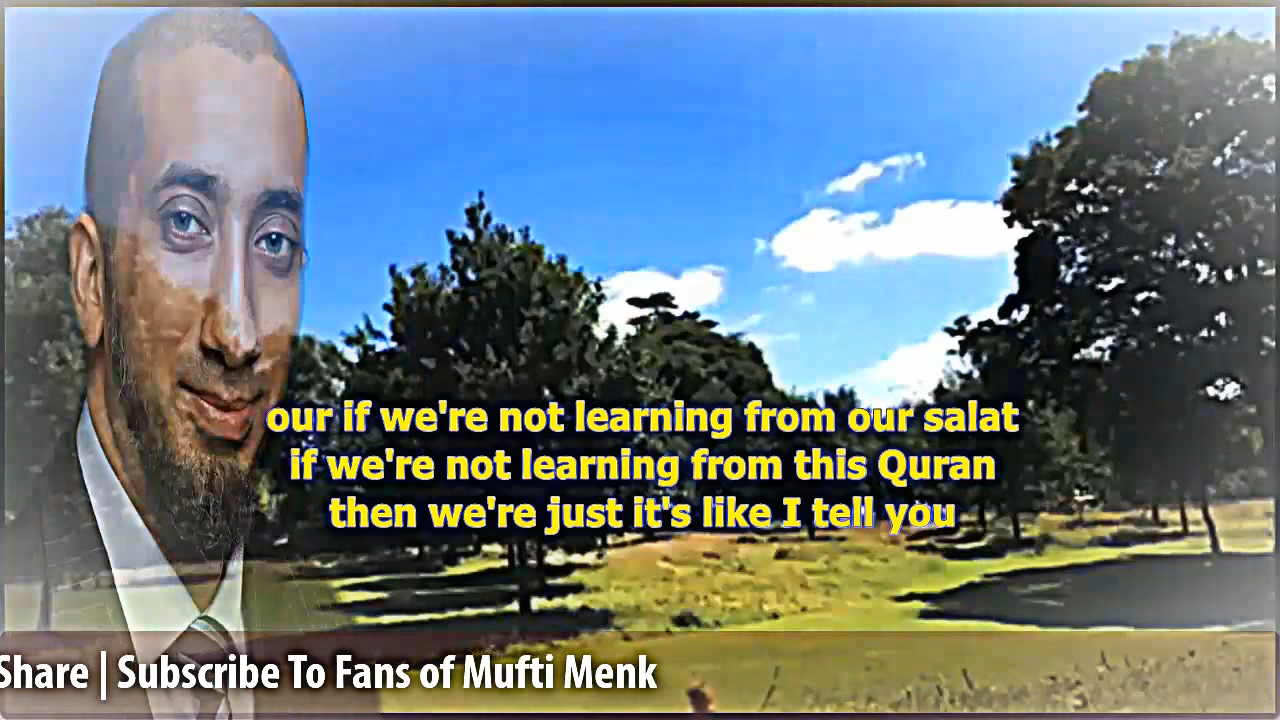 our if we're not learning from our salat
if we're not learning from this Quran
then we're just it's like I tell you
Share | Subscribe To Fans of Mufti Menk